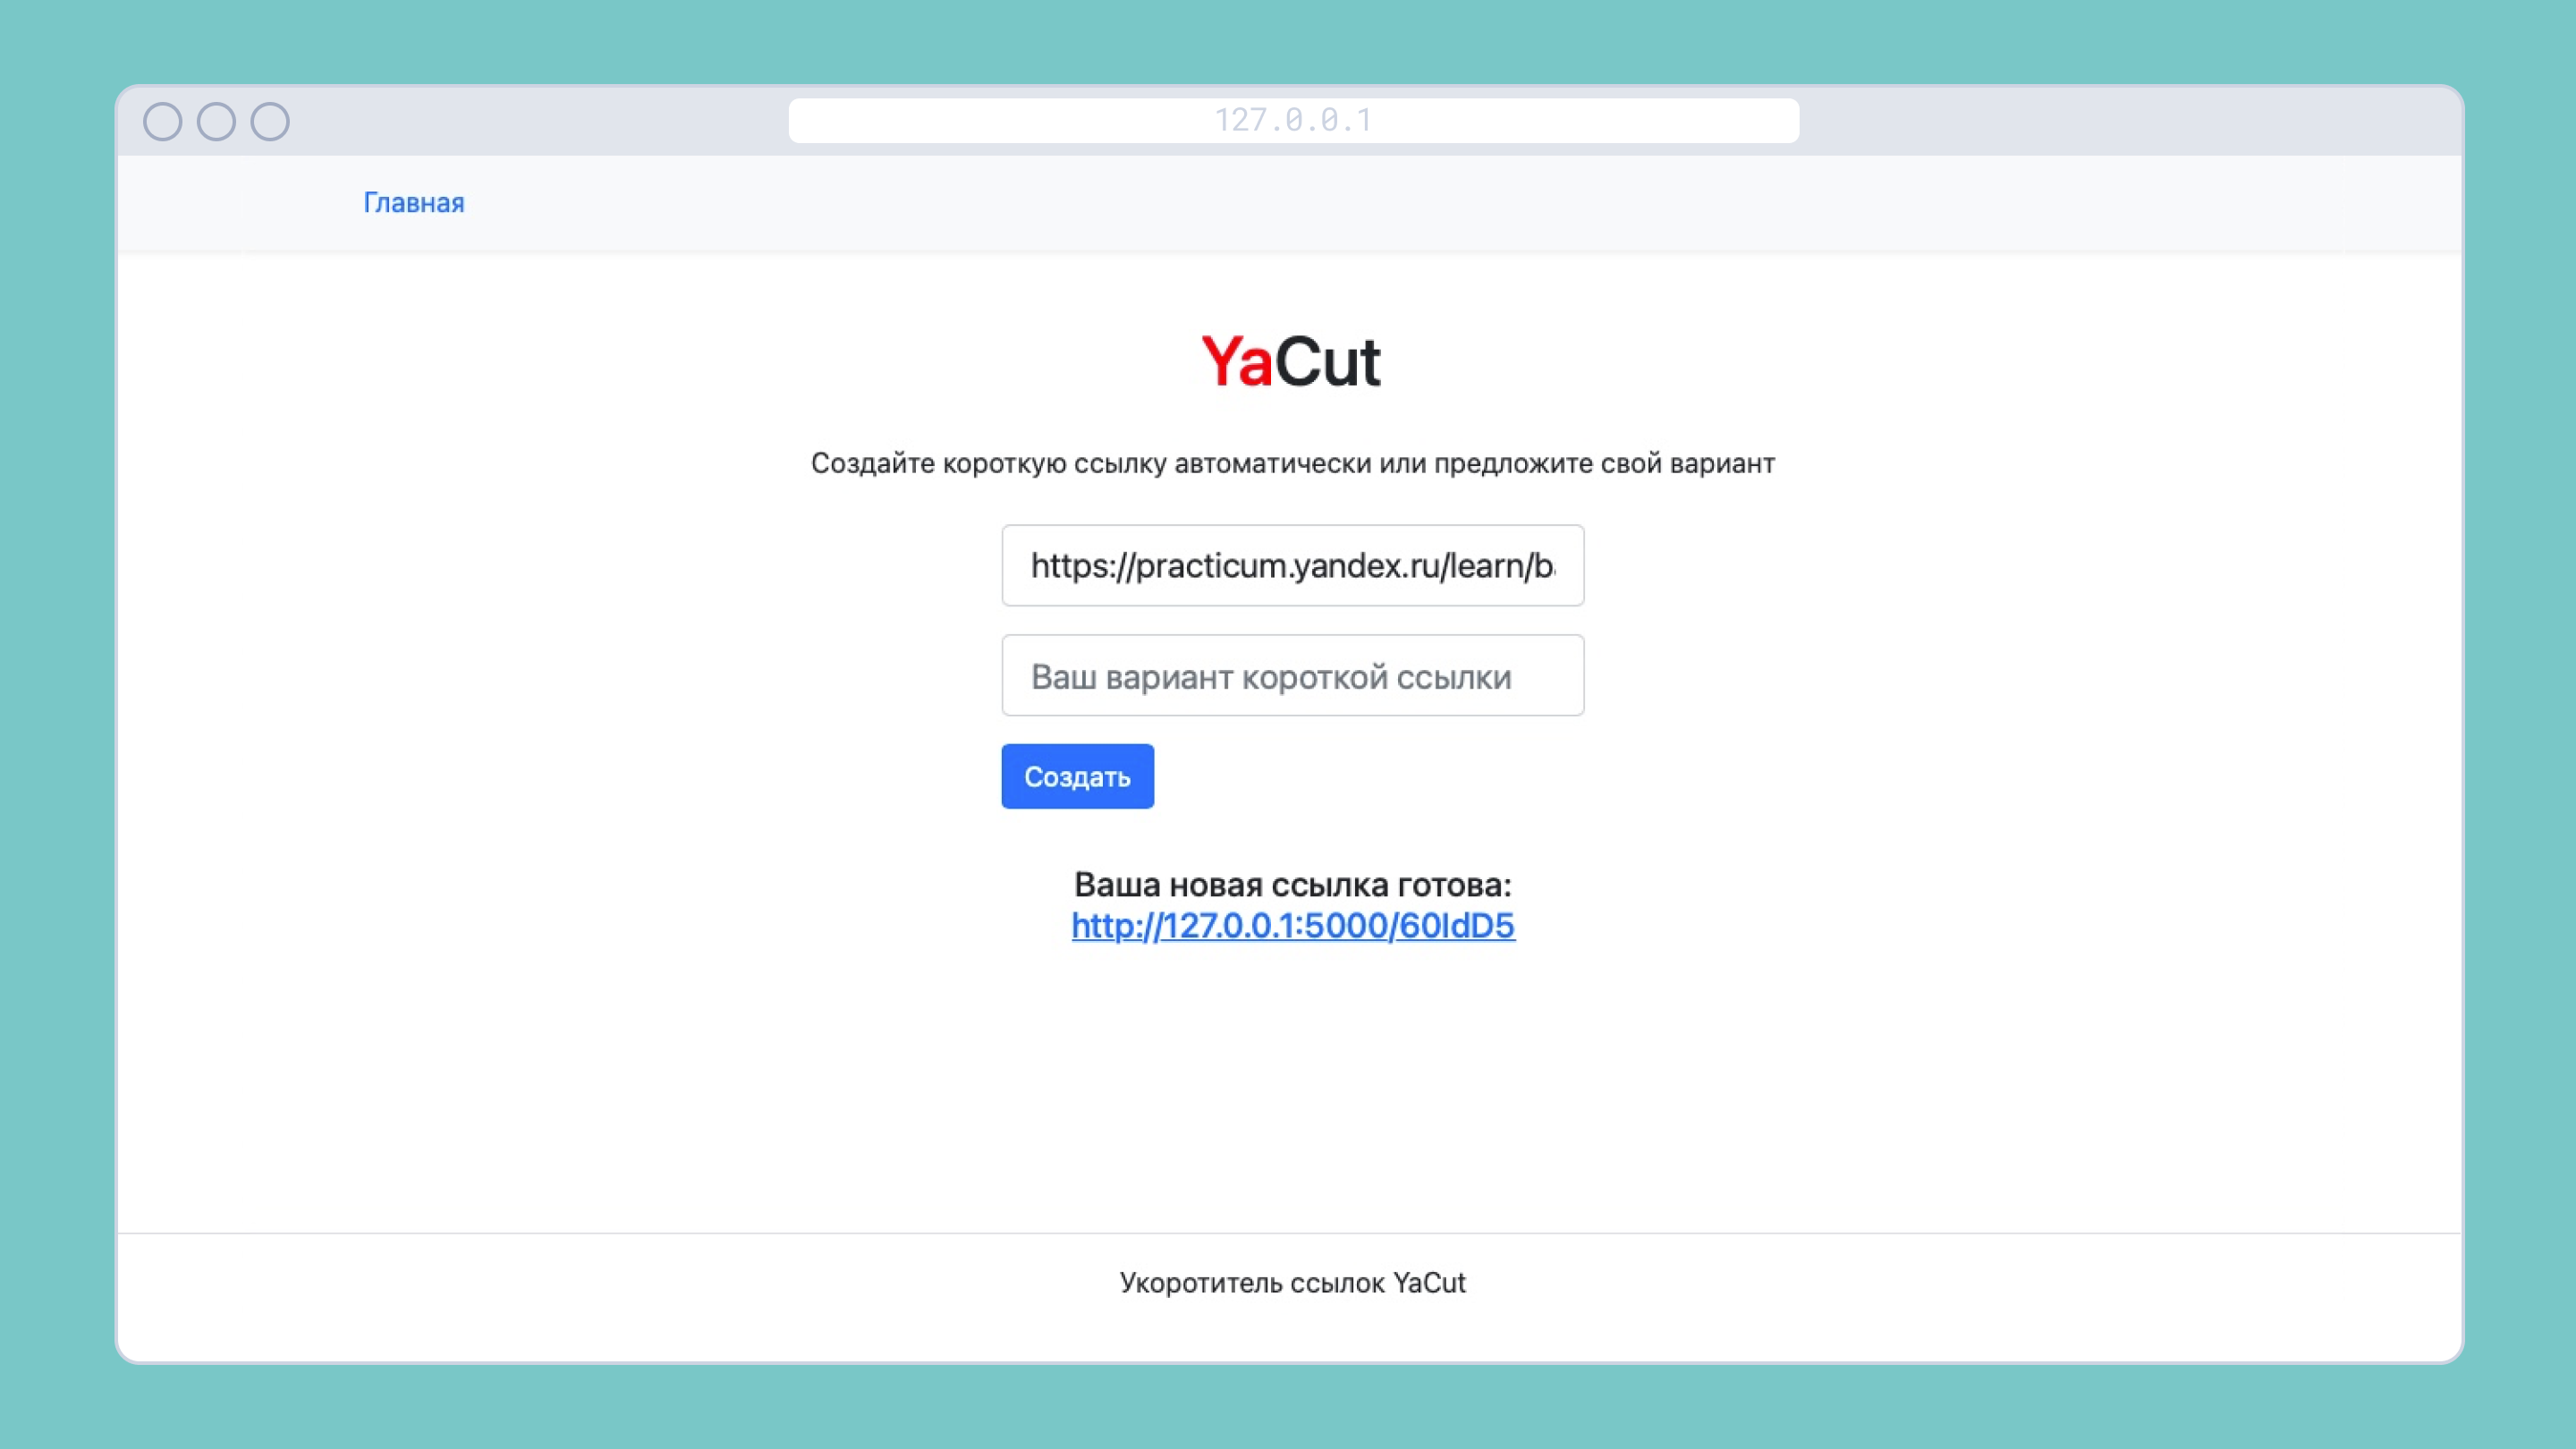 127.0.0.1
Главная
YaCut
Создайте короткую ссылку автоматически или предложите свой вариант
https://practicum.yandex.ru/learn/ba
Ваш вариант короткой ссылки
Создать
Ваша новая ссылка готова:
http://127.0.0.1:5000/60IdD5
Укоротитель ссылок YaCut